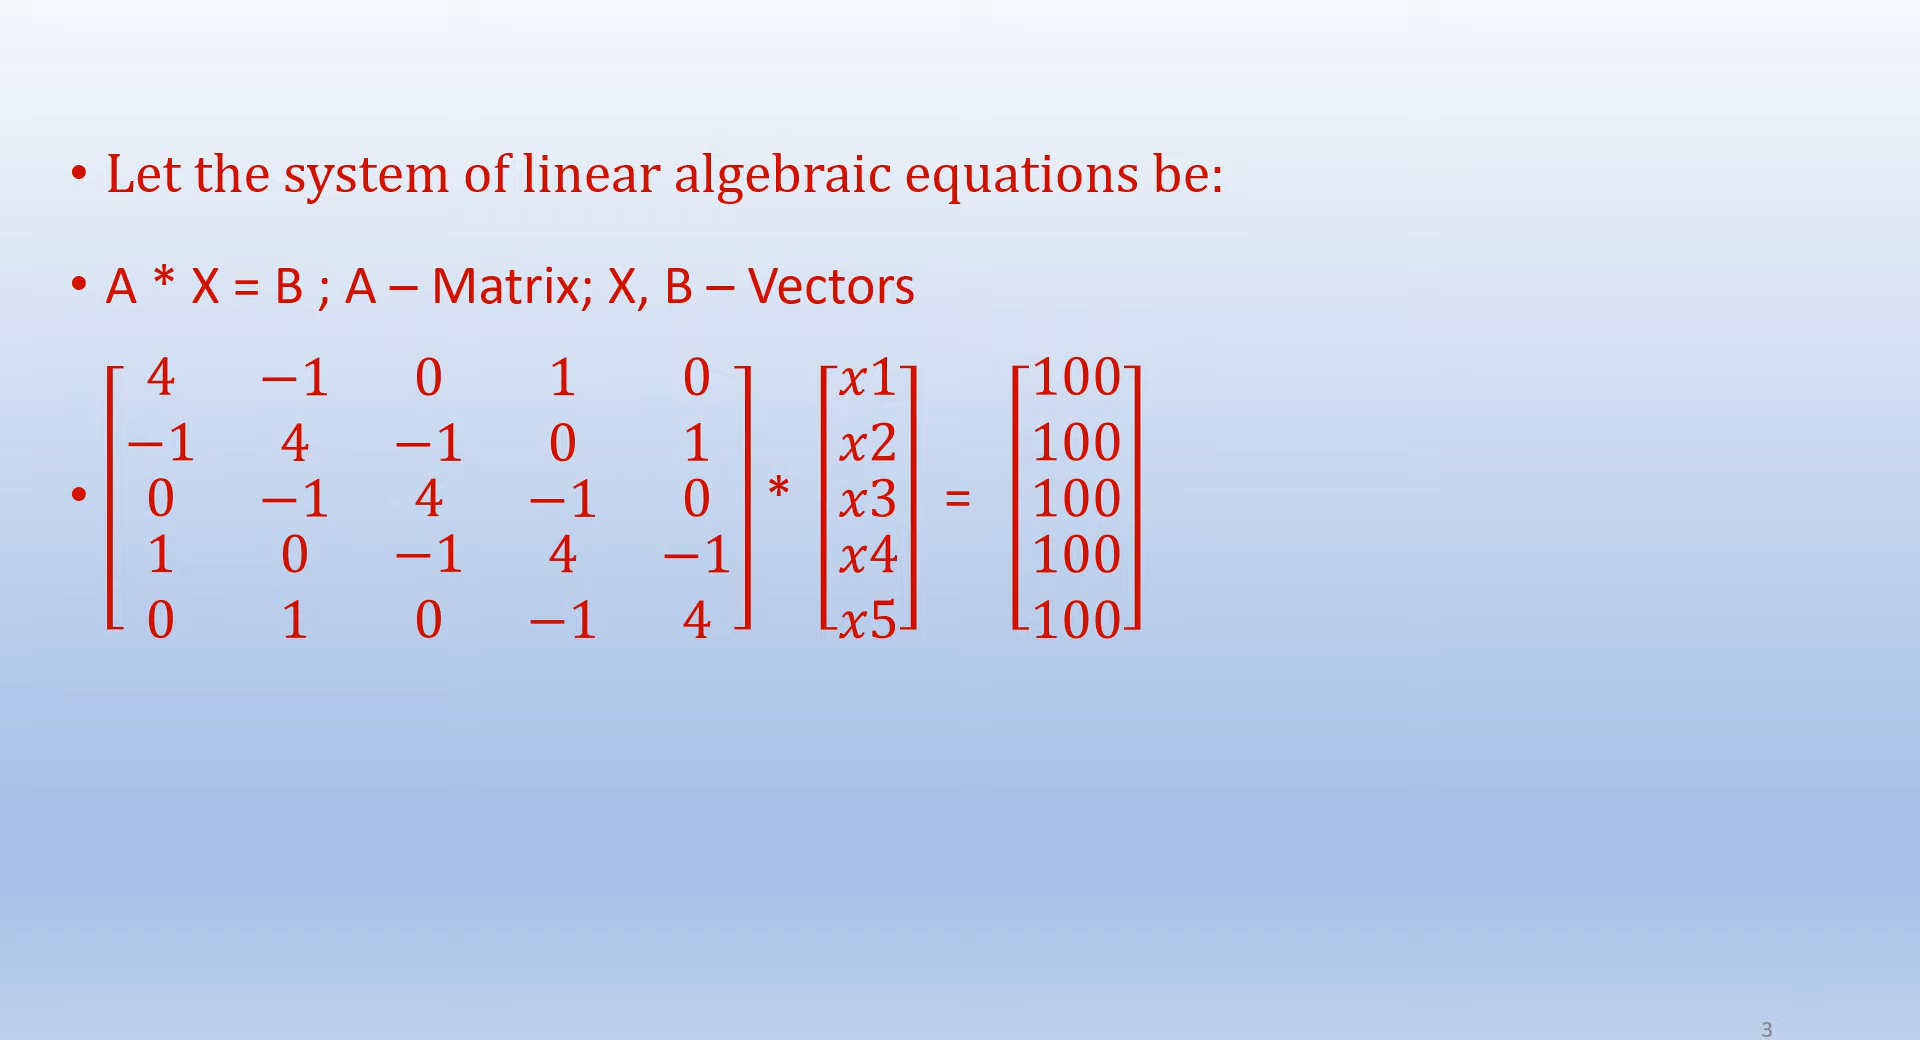 • Let the system of linear algebraic equations be:
• A * X = B ; A – Matrix; X, B – Vectors
4 −1 0 1 0 x1 100
−1 4 −1 0 1 x2 100
• 0 −1 4 −1 0 * x3 = 100
1 0 −1 4 −1 x4 100
0 1 0 −1 4 x5 100
3